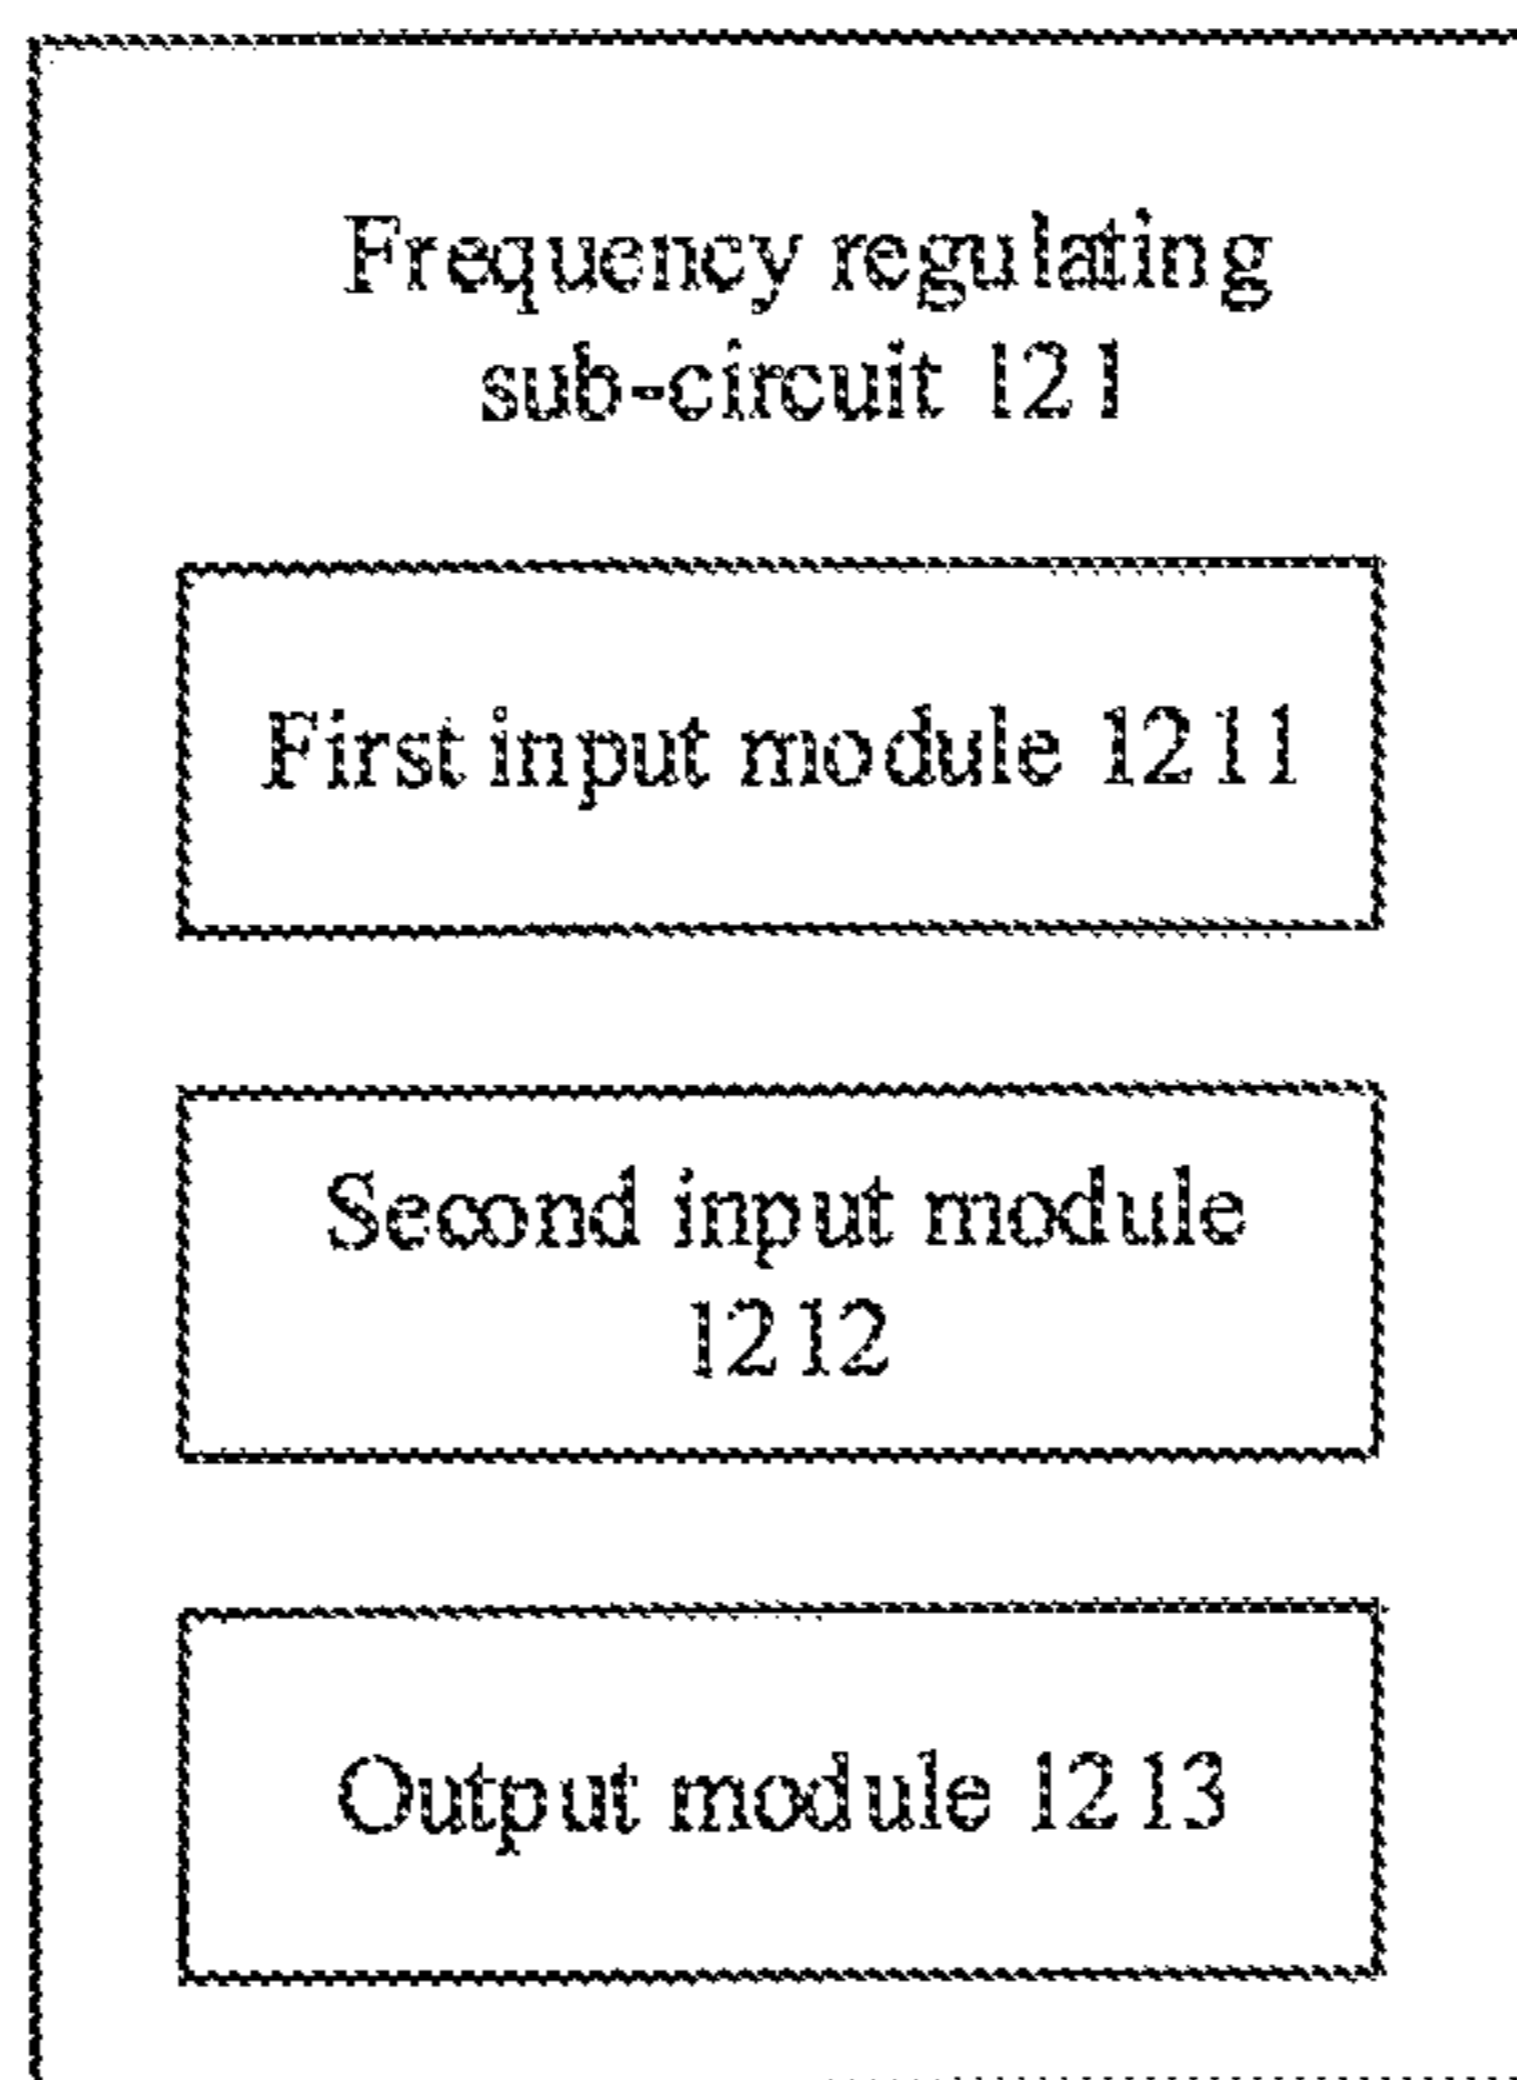 Frequency regulating
sub-circuit 121
First input module 1211
Second input module
1212
Output module 1213